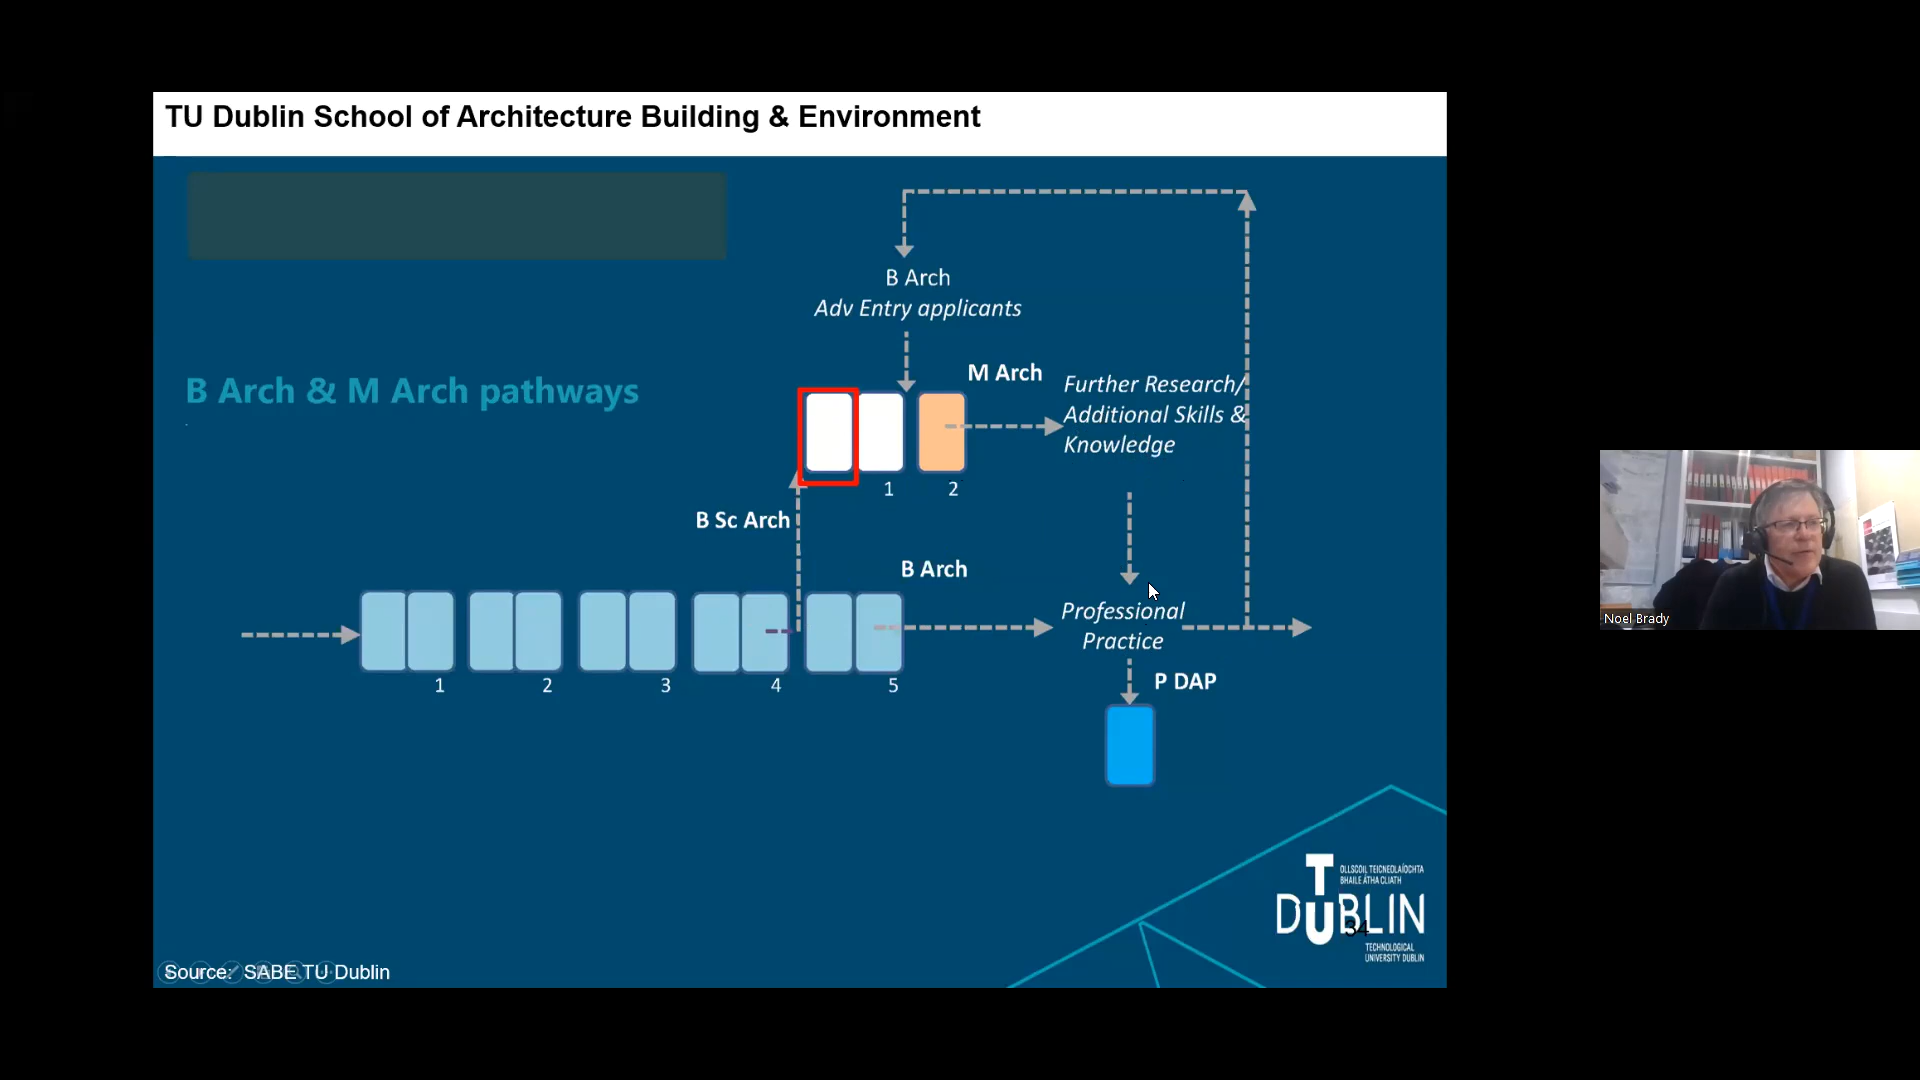 TU Dublin School of Architecture Building & Environment
B Arch
Adv Entry applicants
B Arch & M Arch pathways
M Arch
Further Research/
Additional Skills &
Knowledge
1
2
B Sc Arch
B Arch
Professional
Practice
1
2
3
4
5
P DAP
Noel Brady
OLLSCOIL TEICNEOLAÍOCHTA
BHAILE ÁTHA CLIATH
TU DUBLIN
34
TECHNOLOGICAL
UNIVERSITY DUBLIN
Source: SABE TU Dublin